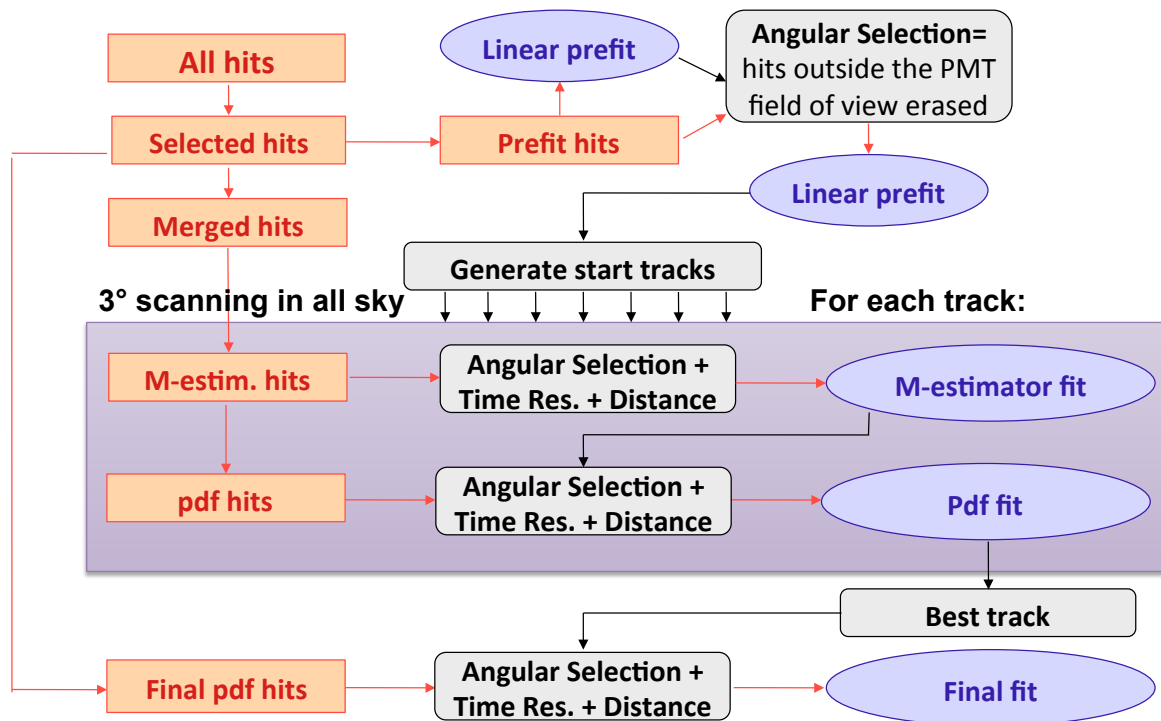 All hits
Linear prefit
Angular Selection=
hits outside the PMT
field of view erased
Selected hits
Prefit hits
Linear prefit
Merged hits
Generate start tracks
3° scanning in all sky
For each track:
M-estim. hits
Angular Selection +
Time Res. + Distance
M-estimator fit
pdf hits
Angular Selection +
Time Res. + Distance
Pdf fit
Best track
Final pdf hits
Angular Selection +
Time Res. + Distance
Final fit